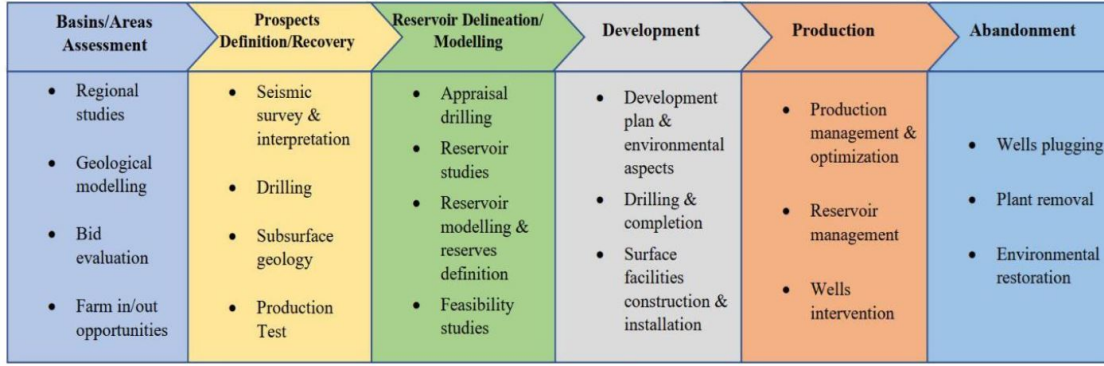 Basins/Areas
Assessment
Prospects
Definition/Recovery
Reservoir Delineation/
Modelling
Development
Production
Abandonment
• Regional
studies
• Geological
modelling
• Bid
evaluation
• Farm in/out
opportunities
• Seismic
survey &
interpretation
• Drilling
• Subsurface
geology
• Production
Test
• Appraisal
drilling
• Reservoir
studies
• Reservoir
modelling &
reserves
definition
• Feasibility
studies
• Development
plan &
environmental
aspects
• Drilling &
completion
• Surface
facilities
construction &
installation
• Production
management &
optimization
• Reservoir
management
• Wells
intervention
• Wells plugging
• Plant removal
• Environmental
restoration